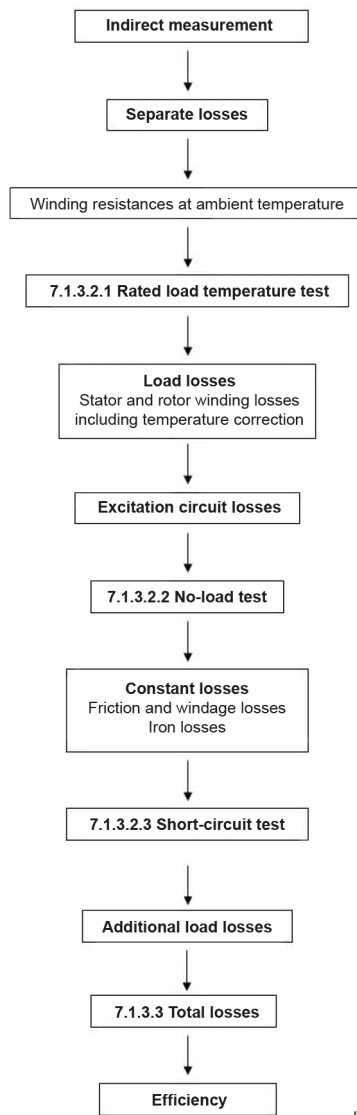 Indirect measurement
Separate losses
Winding resistances at ambient temperature
7.1.3.2.1 Rated load temperature test
Load losses
Stator and rotor winding losses
including temperature correction
Excitation circuit losses
7.1.3.2.2 No-load test
Constant losses
Friction and windage losses
Iron losses
7.1.3.2.3 Short-circuit test
Additional load losses
7.1.3.3 Total losses
Efficiency